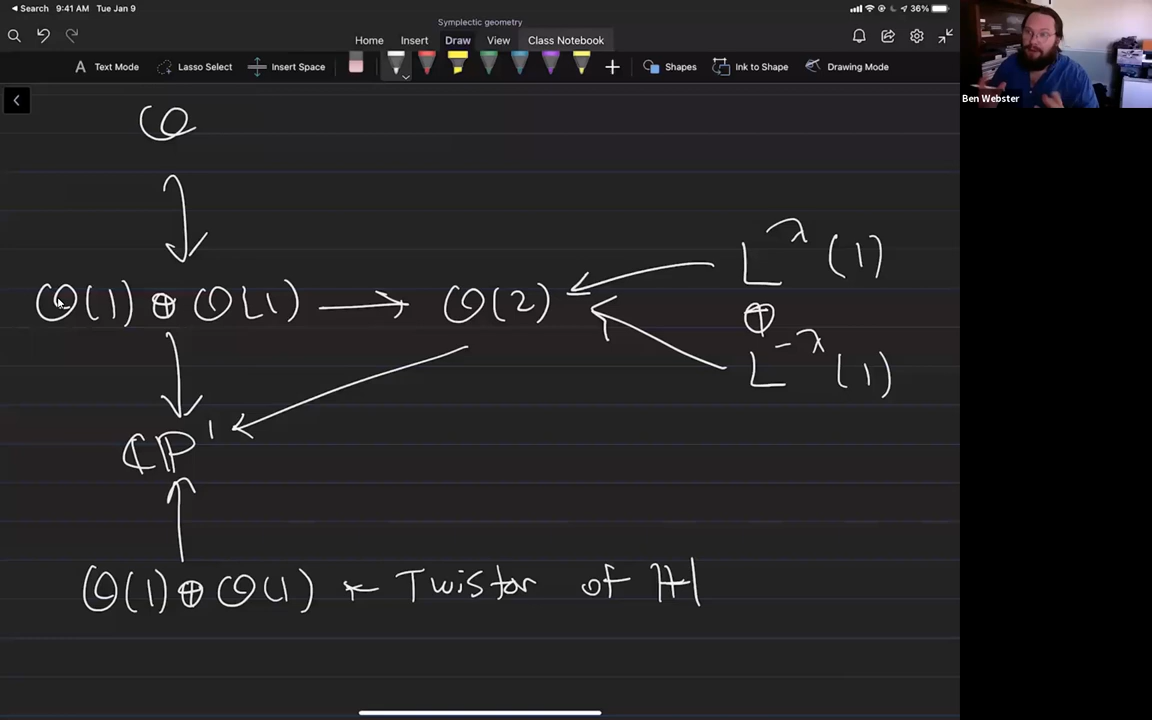 Search 9:41 AM Tue Jan 9 36%
Symplectic geometry
Home Insert Draw View Class Notebook
Text Mode Lasso Select Insert Space Shapes Ink to Shape Drawing Mode
Ben Webster
O(1) ⊕ O(1) → O(2)
L^λ (1)
⊕
L^-λ (1)
ℂP^1
O(1) ⊕ O(1) ← Twistor of ℍ